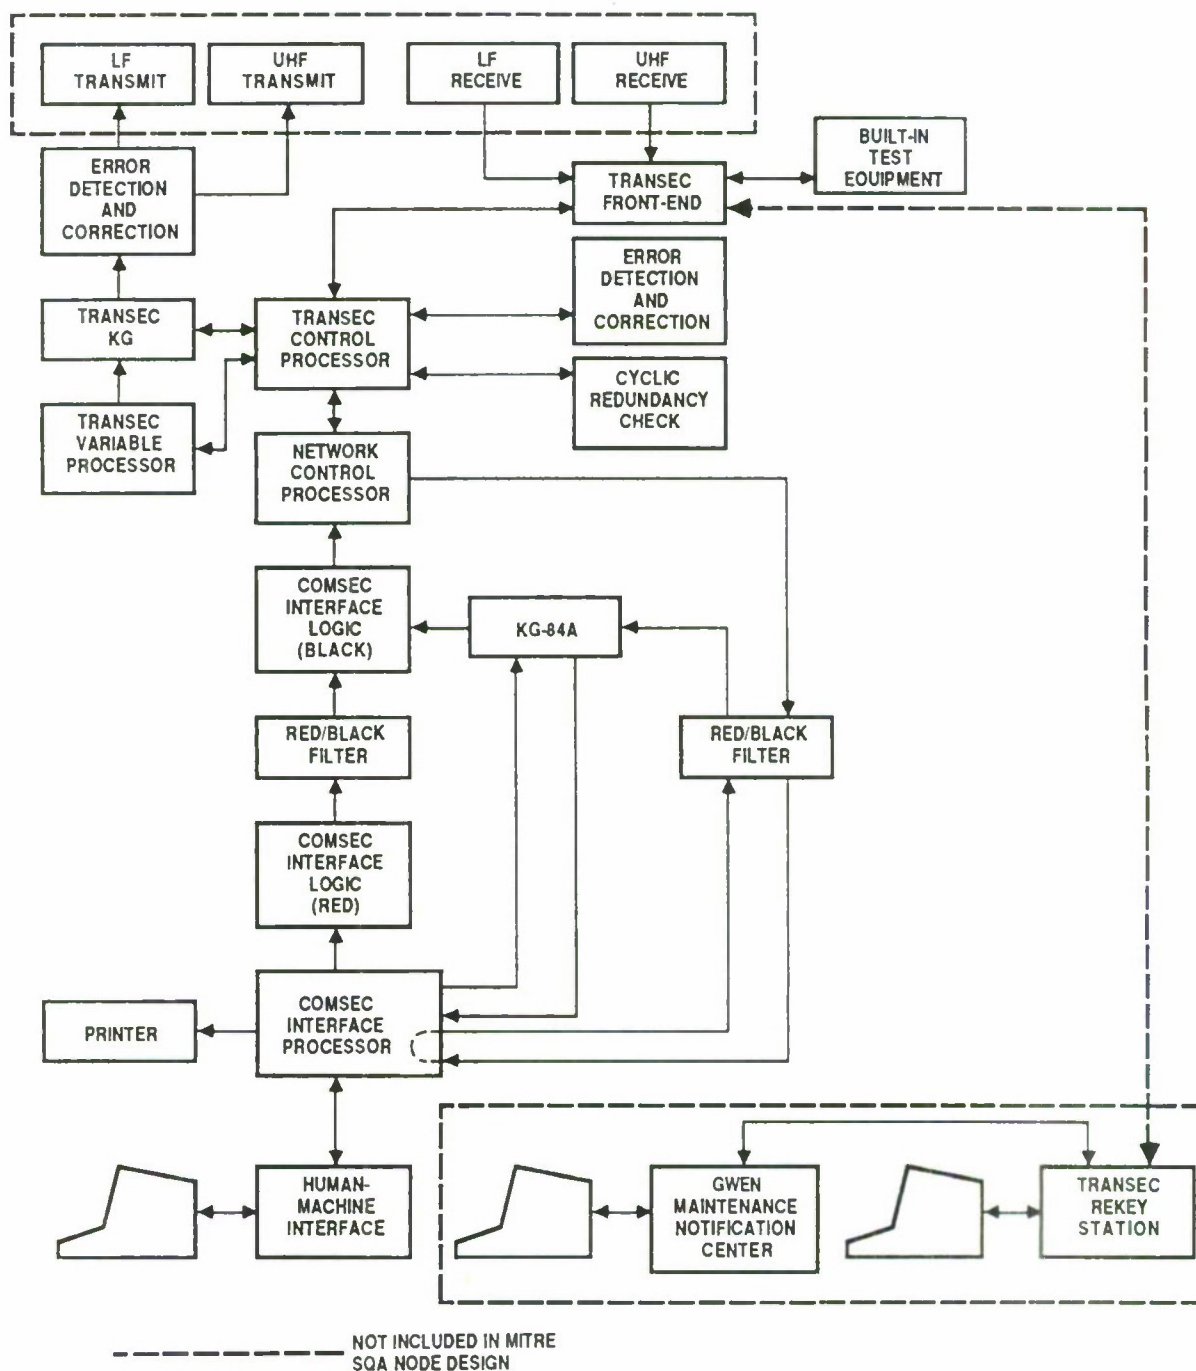 LF
TRANSMIT
UHF
TRANSMIT
LF
RECEIVE
UHF
RECEIVE
ERROR
DETECTION
AND
CORRECTION
TRANSEC
FRONT-END
BUILT-IN
TEST
EQUIPMENT
ERROR
DETECTION
AND
CORRECTION
TRANSEC
KG
TRANSEC
CONTROL
PROCESSOR
CYCLIC
REDUNDANCY
CHECK
TRANSEC
VARIABLE
PROCESSOR
NETWORK
CONTROL
PROCESSOR
COMSEC
INTERFACE
LOGIC
(BLACK)
KG-84A
RED/BLACK
FILTER
RED/BLACK
FILTER
COMSEC
INTERFACE
LOGIC
(RED)
PRINTER
COMSEC
INTERFACE
PROCESSOR
HUMAN-
MACHINE
INTERFACE
GWEN
MAINTENANCE
NOTIFICATION
CENTER
TRANSEC
REKEY
STATION
NOT INCLUDED IN MITRE
SQA NODE DESIGN